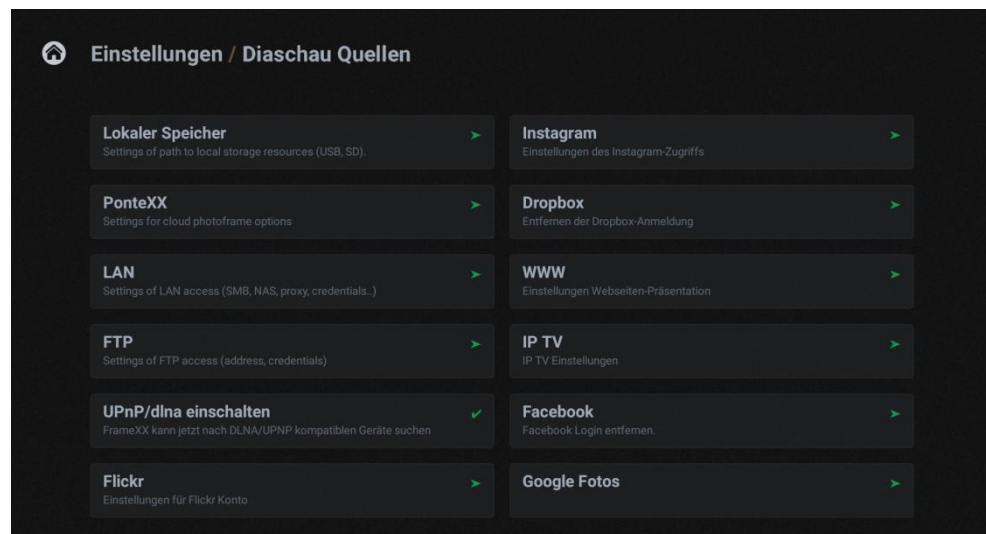 Einstellungen / Diaschau Quellen
Lokaler Speicher
Settings of path to local storage resources (USB, SD).
PonteXX
Settings for cloud photoframe options
LAN
Settings of LAN access (SMB, NAS, proxy, credentials..)
FTP
Settings of FTP access (address, credentials)
UPnP/dlna einschalten
FrameXX kann jetzt nach DLNA/UPNP kompatiblen Geräte suchen
Flickr
Einstellungen für Flickr Konto
Instagram
Einstellungen des Instagram-Zugriffs
Dropbox
Entfernen der Dropbox-Anmeldung
WWW
Einstellungen Webseiten-Präsentation
IP TV
IP TV Einstellungen
Facebook
Facebook Login entfernen.
Google Fotos